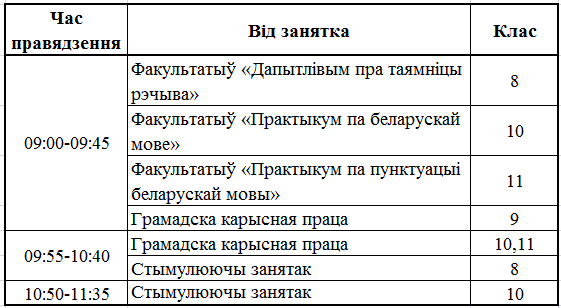 Час
правядзення
Від занятка
Клас
09:00-09:45
Факультатыў «Дапытлівым пра таямніцы
рэчыва»
8
Факультатыў «Практыкум па беларускай
мове»
10
Факультатыў «Практыкум па пунктуацыі
беларускай мовы»
11
Грамадска карысная праца
9
09:55-10:40
Грамадска карысная праца
10,11
Стымулюючы занятак
8
10:50-11:35
Стымулюючы занятак
10